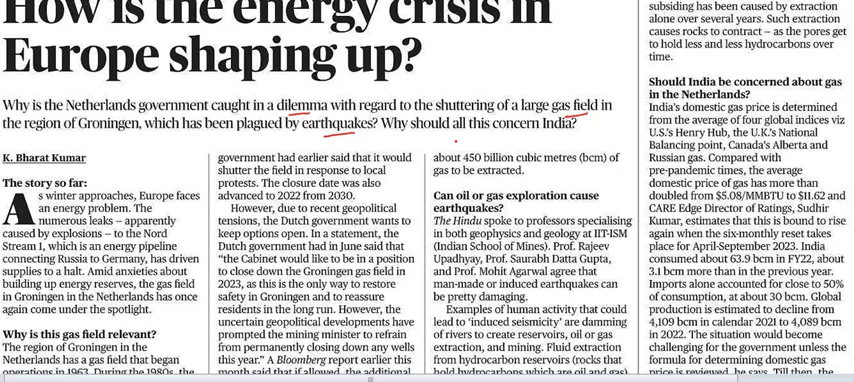 How is the energy crisis in
Europe shaping up?
Why is the Netherlands government caught in a dilemma with regard to the shuttering of a large gas field in
the region of Groningen, which has been plagued by earthquakes? Why should all this concern India?
K. Bharat Kumar
The story so far:
As winter approaches, Europe faces
an energy problem. The
numerous leaks – apparently
caused by explosions – to the Nord
Stream 1, which is an energy pipeline
connecting Russia to Germany, has driven
supplies to a halt. Amid anxieties about
building up energy reserves, the gas field
in Groningen in the Netherlands has once
again come under the spotlight.
Why is this gas field relevant?
The region of Groningen in the
Netherlands has a gas field that began
operations in 1963. During the 1980s, the
government had earlier said that it would
shutter the field in response to local
protests. The closure date was also
advanced to 2022 from 2030.
However, due to recent geopolitical
tensions, the Dutch government wants to
keep options open. In a statement, the
Dutch government had in June said that
“the Cabinet would like to be in a position
to close down the Groningen gas field in
2023, as this is the only way to restore
safety in Groningen and to reassure
residents in the long run. However, the
uncertain geopolitical developments have
prompted the mining minister to refrain
from permanently closing down any wells
this year.” A Bloomberg report earlier this
month said that if allowed, the additional
about 450 billion cubic metres (bcm) of
gas to be extracted.
Can oil or gas exploration cause
earthquakes?
The Hindu spoke to professors specialising
in both geophysics and geology at IIT-ISM
(Indian School of Mines). Prof. Rajeev
Upadhyay, Prof. Saurabh Datta Gupta,
and Prof. Mohit Agarwal agree that
man-made or induced earthquakes can
be pretty damaging.
Examples of human activity that could
lead to ‘induced seismicity’ are damming
of rivers to create reservoirs, oil or gas
extraction, and mining. Fluid extraction
from hydrocarbon reservoirs (rocks that
hold hydrocarbons which are oil and gas)
subsiding has been caused by extraction
alone over several years. Such extraction
causes rocks to contract – as the pores get
to hold less and less hydrocarbons over
time.
Should India be concerned about gas
in the Netherlands?
India’s domestic gas price is determined
from the average of four global indices viz
U.S.’s Henry Hub, the U.K.’s National
Balancing point, Canada’s Alberta and
Russian gas. Compared with
pre-pandemic times, the average
domestic price of gas has more than
doubled from $5.08/MMBTU to $11.62 and
CARE Edge Director of Ratings, Sudhir
Kumar, estimates that this is bound to rise
again when the six-monthly reset takes
place for April-September 2023. India
consumed about 63.9 bcm in FY22, about
3.1 bcm more than in the previous year.
Imports alone accounted for close to 50%
of consumption, at about 30 bcm. Global
production is estimated to decline from
4,109 bcm in calendar 2021 to 4,089 bcm
in 2022. The situation would become
challenging for the government unless the
formula for determining domestic gas
price is reviewed, he says. Till then, the